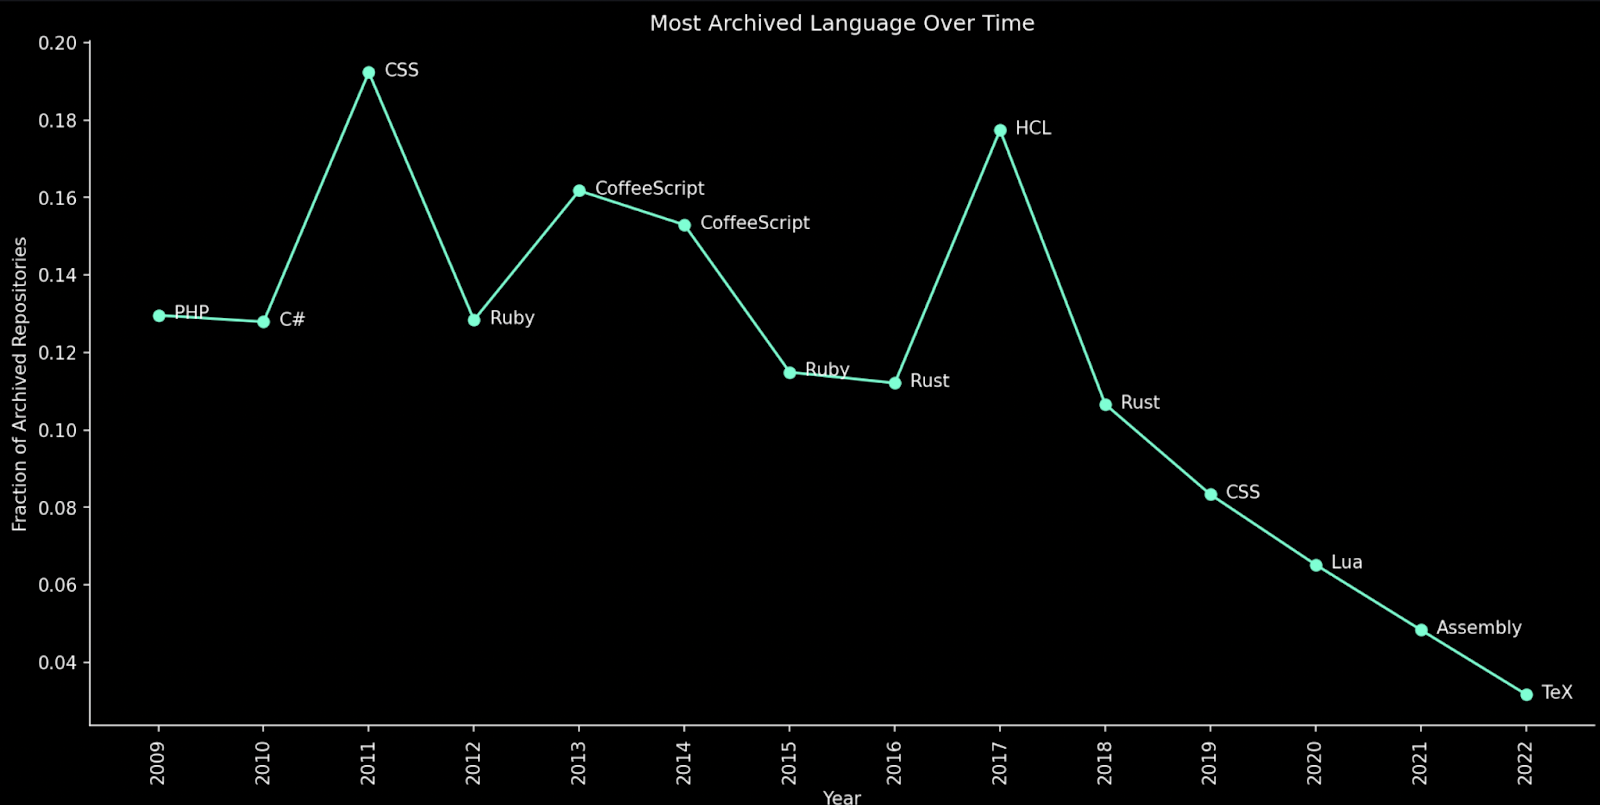 Most Archived Language Over Time
Fraction of Archived Repositories
0.20
0.18
0.16
0.14
0.12
0.10
0.08
0.06
0.04
PHP
C#
CSS
Ruby
CoffeeScript
CoffeeScript
Ruby
Rust
HCL
Rust
CSS
Lua
Assembly
TeX
2009
2010
2011
2012
2013
2014
2015
2016
2017
2018
2019
2020
2021
2022
Year